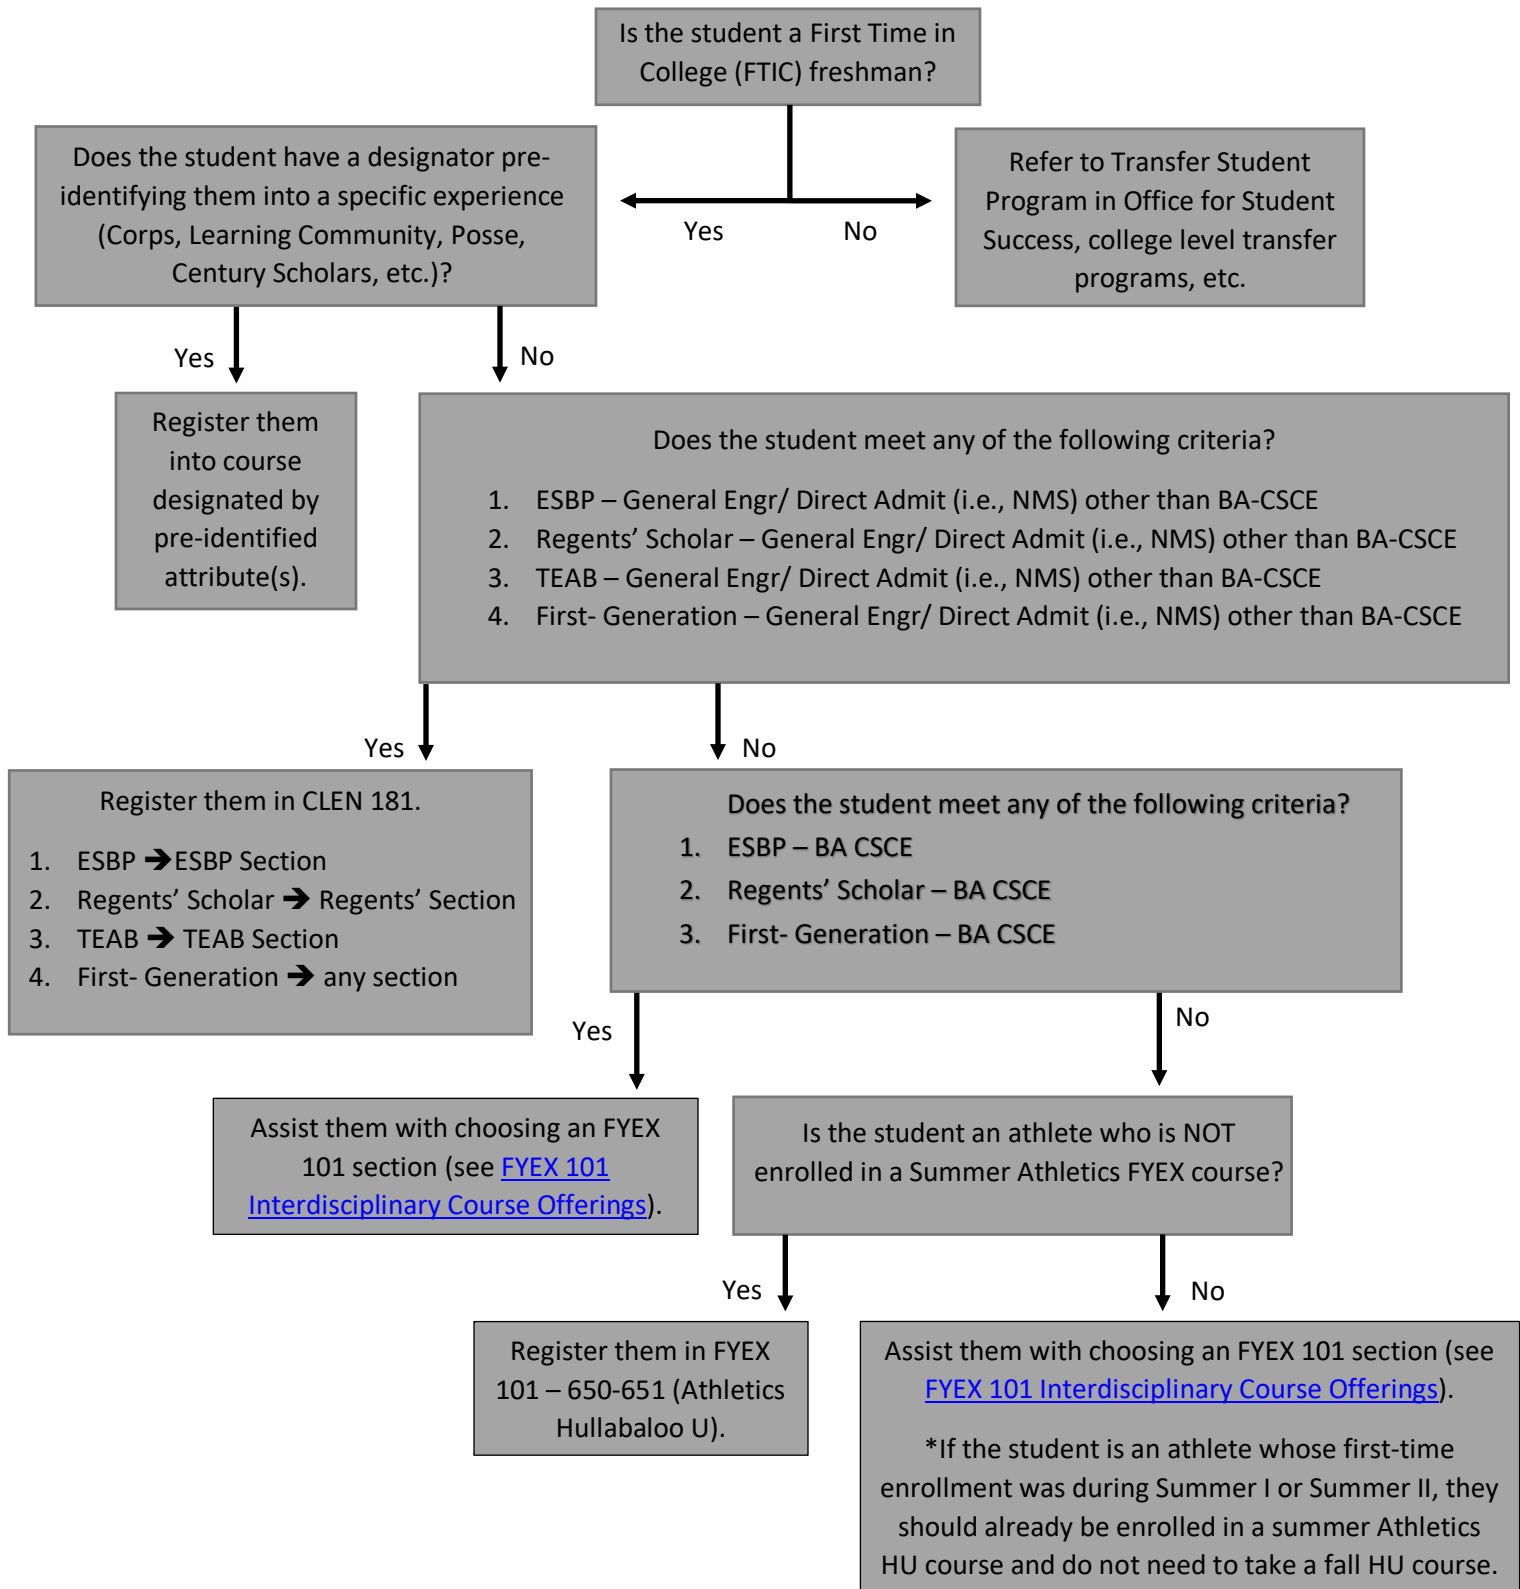 Is the student a First Time in
College (FTIC) freshman?
Does the student have a designator pre-
identifying them into a specific experience
(Corps, Learning Community, Posse,
Century Scholars, etc.)?
Yes
No
Refer to Transfer Student
Program in Office for Student
Success, college level transfer
programs, etc.
Yes
No
Register them
into course
designated by
pre-identified
attribute(s).
Does the student meet any of the following criteria?
1. ESBP – General Engr/ Direct Admit (i.e., NMS) other than BA-CSCE
2. Regents’ Scholar – General Engr/ Direct Admit (i.e., NMS) other than BA-CSCE
3. TEAB – General Engr/ Direct Admit (i.e., NMS) other than BA-CSCE
4. First- Generation – General Engr/ Direct Admit (i.e., NMS) other than BA-CSCE
Yes
No
Register them in CLEN 181.
1. ESBP ➔ESBP Section
2. Regents’ Scholar ➔ Regents’ Section
3. TEAB ➔ TEAB Section
4. First- Generation ➔ any section
Does the student meet any of the following criteria?
1. ESBP – BA CSCE
2. Regents’ Scholar – BA CSCE
3. First- Generation – BA CSCE
Yes
No
Assist them with choosing an FYEX
101 section (see FYEX 101
Interdisciplinary Course Offerings).
Is the student an athlete who is NOT
enrolled in a Summer Athletics FYEX course?
Yes
No
Register them in FYEX
101 – 650-651 (Athletics
Hullabaloo U).
Assist them with choosing an FYEX 101 section (see
FYEX 101 Interdisciplinary Course Offerings).
*If the student is an athlete whose first-time
enrollment was during Summer I or Summer II, they
should already be enrolled in a summer Athletics
HU course and do not need to take a fall HU course.